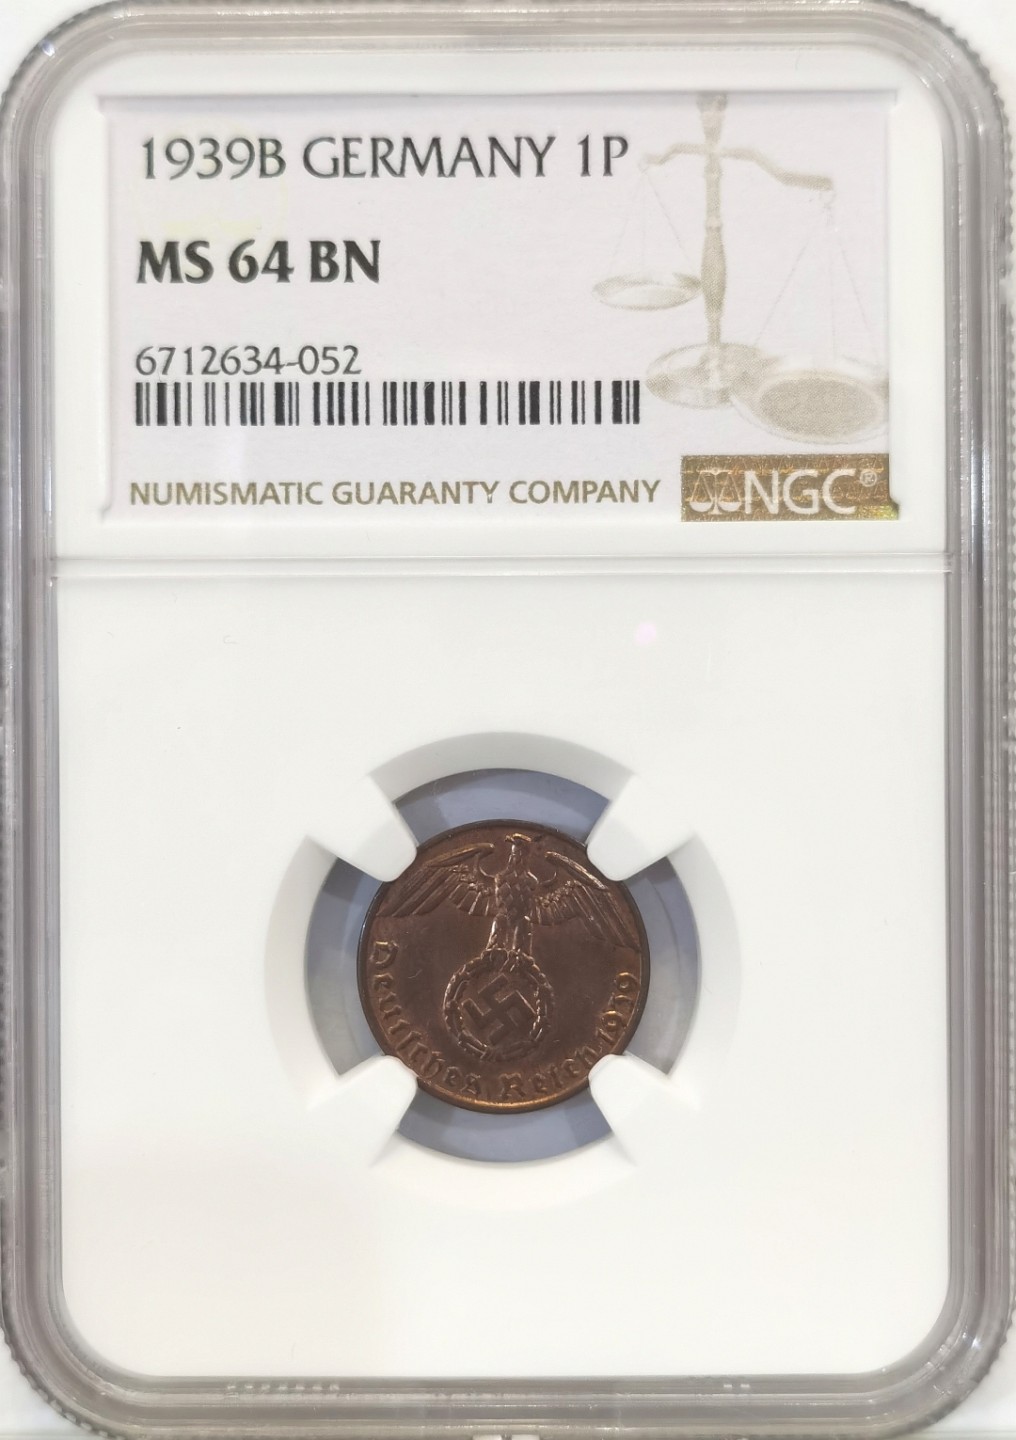 1939B GERMANY 1P
MS 64 BN
6712634-052
NUMISMATIC GUARANTY COMPANY
NGC®
Deutsches Reich 1939